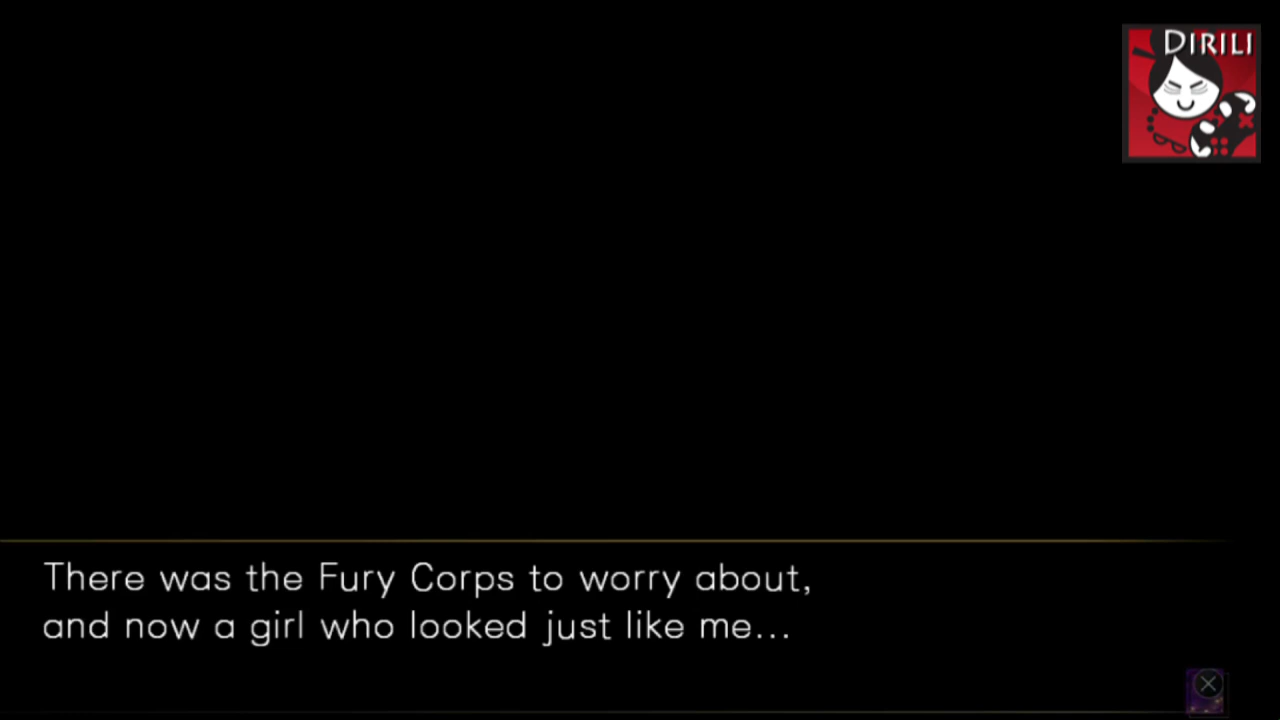 DIRILI
There was the Fury Corps to worry about,
and now a girl who looked just like me...